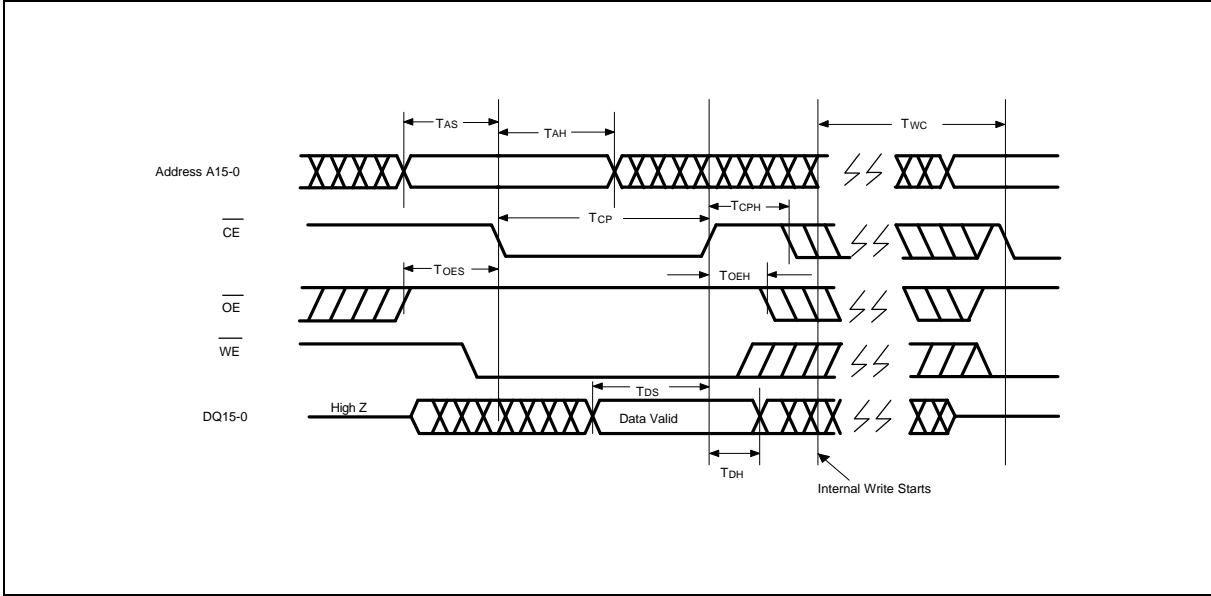 TAS
TAH
TWC
Address A15-0
TCP
TCPH
CE
TOES
TOEH
OE
WE
TDS
DQ15-0
High Z
Data Valid
TDH
Internal Write Starts